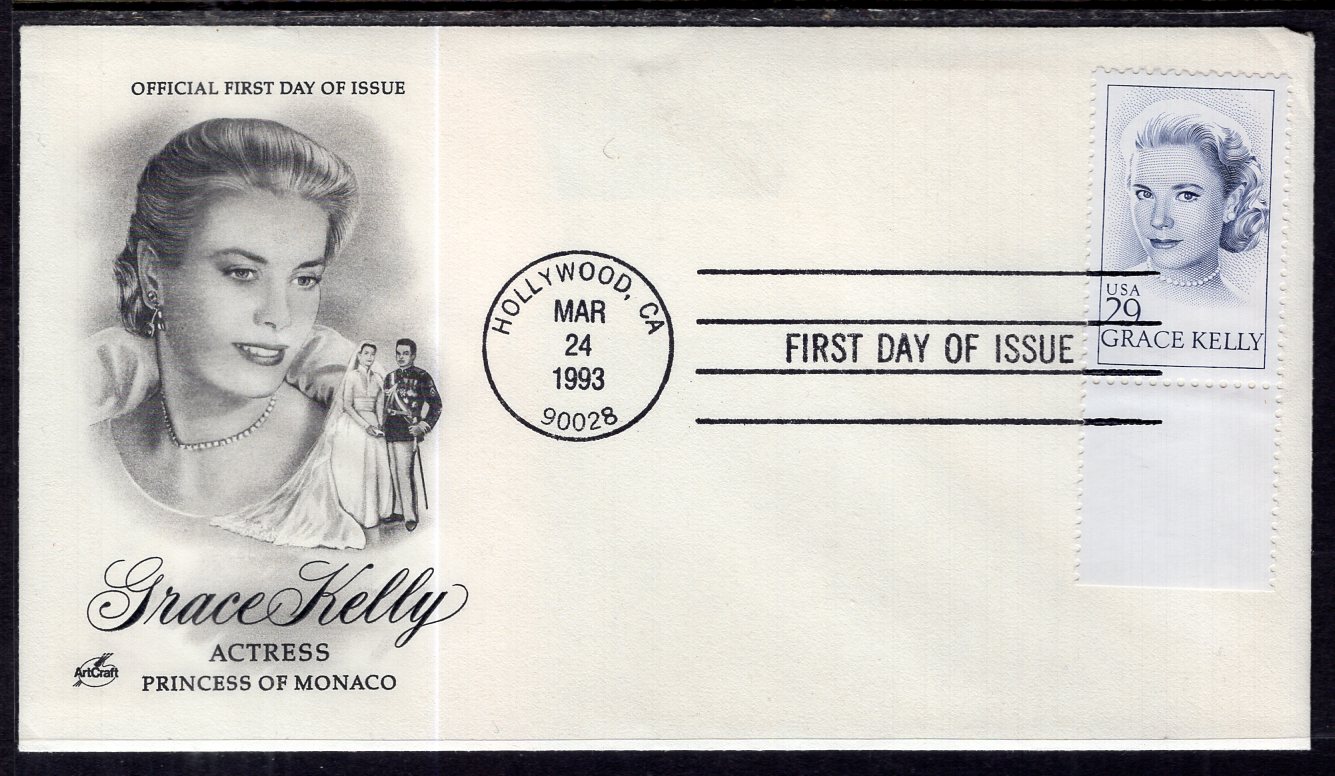 OFFICIAL FIRST DAY OF ISSUE
Grace Kelly
ACTRESS
PRINCESS OF MONACO
ArtCraft
HOLLYWOOD, CA
MAR
24
1993
90028
FIRST DAY OF ISSUE
USA
29
GRACE KELLY